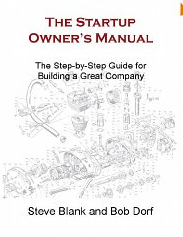 THE STARTUP
OWNER'S MANUAL
The Step-by-Step Guide for
Building a Great Company
Steve Blank and Bob Dorf